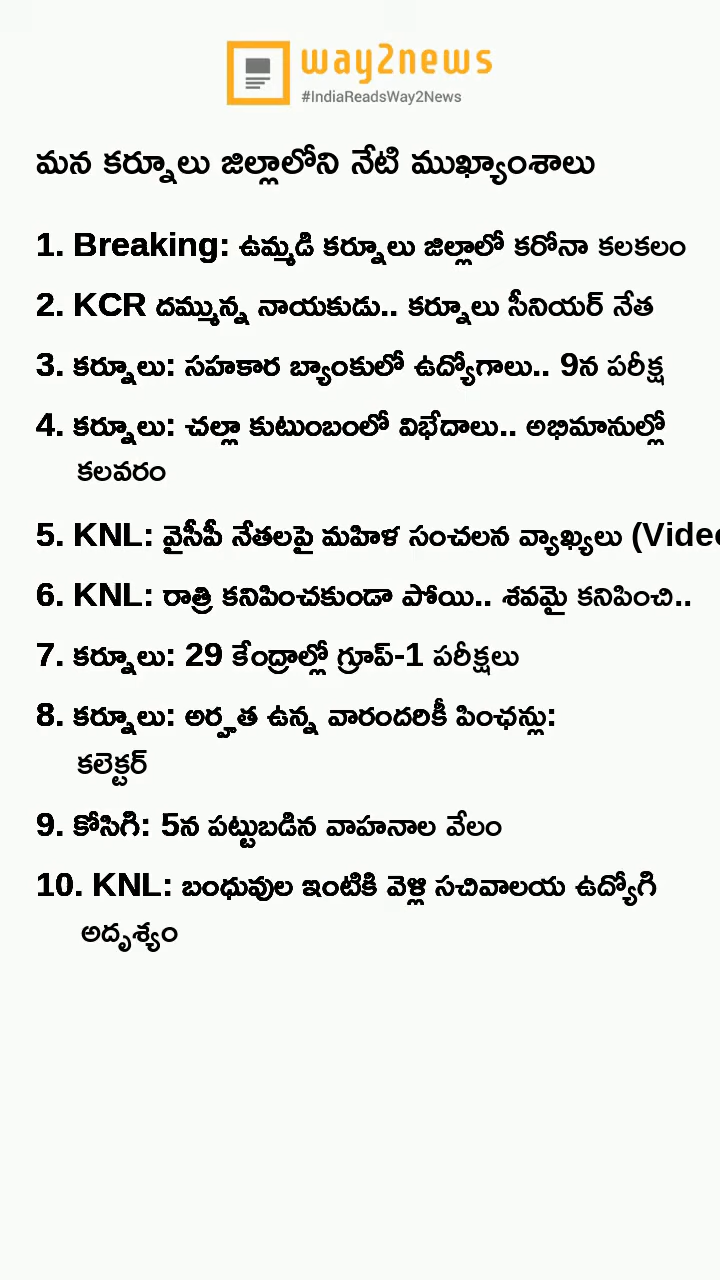 way2news
#IndiaReadsWay2News
మన కర్నూలు జిల్లాలోని నేటి ముఖ్యాంశాలు
1. Breaking: ఉమ్మడి కర్నూలు జిల్లాలో కరోనా కలకలం
2. KCR దమ్మున్న నాయకుడు.. కర్నూలు సీనియర్ నేత
3. కర్నూలు: సహకార బ్యాంకులో ఉద్యోగాలు.. 9న పరీక్ష
4. కర్నూలు: చల్లా కుటుంబంలో విభేదాలు.. అభిమానుల్లో
కలవరం
5. KNL: వైసీపీ నేతలపై మహిళ సంచలన వ్యాఖ్యలు (Video
6. KNL: రాత్రి కనిపించకుండా పోయి.. శవమై కనిపించి..
7. కర్నూలు: 29 కేంద్రాల్లో గ్రూప్-1 పరీక్షలు
8. కర్నూలు: అర్హత ఉన్న వారందరికీ పింఛన్లు:
కలెక్టర్
9. కోసిగి: 5న పట్టుబడిన వాహనాల వేలం
10. KNL: బంధువుల ఇంటికి వెళ్లి సచివాలయ ఉద్యోగి
అదృశ్యం